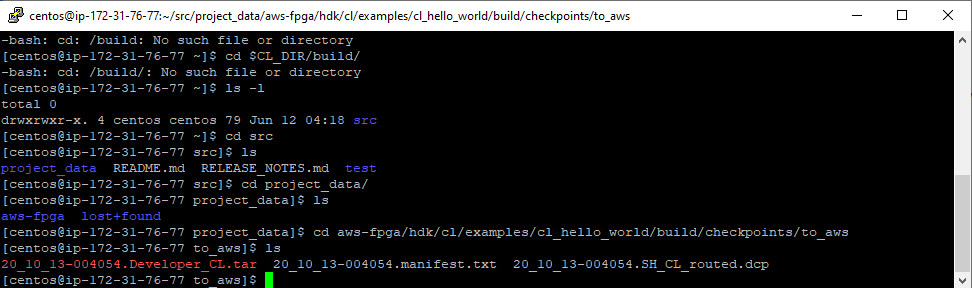 centos@ip-172-31-76-77:~/src/project_data/aws-fpga/hdk/cl/examples/cl_hello_world/build/checkpoints/to_aws
-bash: cd: /build: No such file or directory
[centos@ip-172-31-76-77 ~]$ cd $CL_DIR/build/
-bash: cd: /build/: No such file or directory
[centos@ip-172-31-76-77 ~]$ ls -l
total 0
drwxrwxr-x. 4 centos centos 79 Jun 12 04:18 src
[centos@ip-172-31-76-77 ~]$ cd src
[centos@ip-172-31-76-77 src]$ ls
project_data  README.md  RELEASE_NOTES.md  test
[centos@ip-172-31-76-77 src]$ cd project_data/
[centos@ip-172-31-76-77 project_data]$ ls
aws-fpga  lost+found
[centos@ip-172-31-76-77 project_data]$ cd aws-fpga/hdk/cl/examples/cl_hello_world/build/checkpoints/to_aws
[centos@ip-172-31-76-77 to_aws]$ ls
20_10_13-004054.Developer_CL.tar  20_10_13-004054.manifest.txt  20_10_13-004054.SH_CL_routed.dcp
[centos@ip-172-31-76-77 to_aws]$